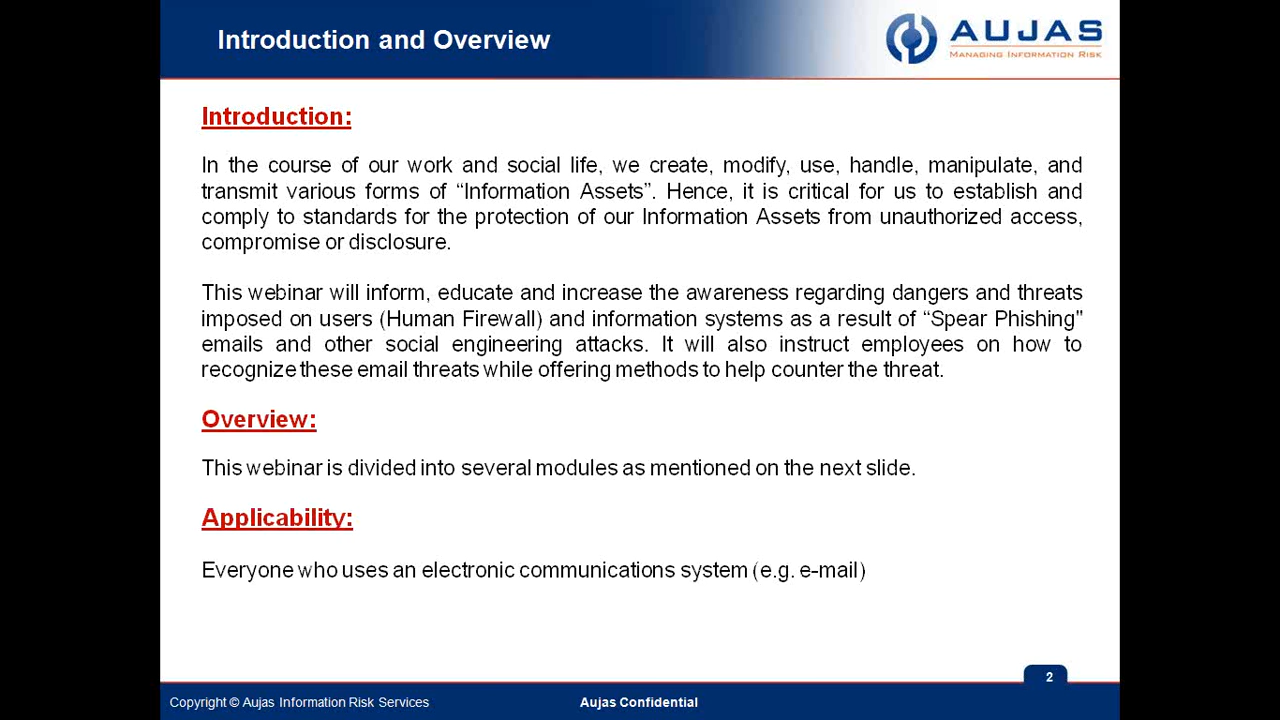 Introduction and Overview
AUJAS
MANAGING INFORMATION RISK
Introduction:
In the course of our work and social life, we create, modify, use, handle, manipulate, and
transmit various forms of “Information Assets”. Hence, it is critical for us to establish and
comply to standards for the protection of our Information Assets from unauthorized access,
compromise or disclosure.
This webinar will inform, educate and increase the awareness regarding dangers and threats
imposed on users (Human Firewall) and information systems as a result of “Spear Phishing”
emails and other social engineering attacks. It will also instruct employees on how to
recognize these email threats while offering methods to help counter the threat.
Overview:
This webinar is divided into several modules as mentioned on the next slide.
Applicability:
Everyone who uses an electronic communications system (e.g. e-mail)
2
Copyright © Aujas Information Risk Services
Aujas Confidential